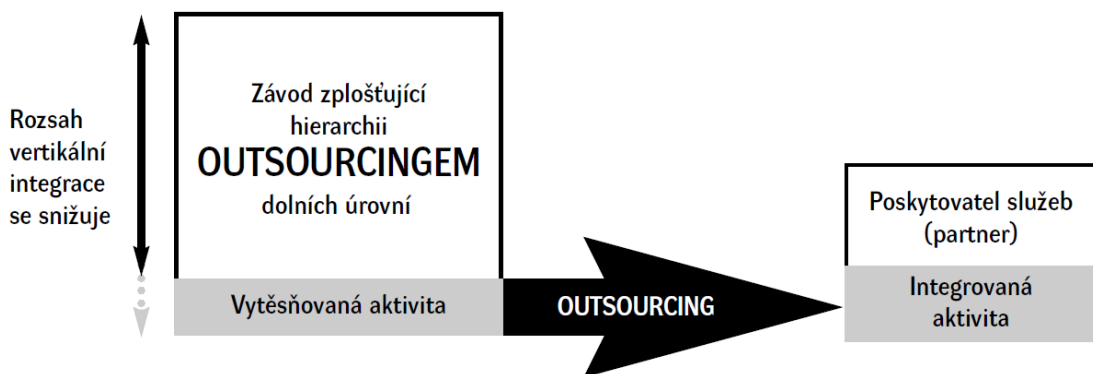 Rozsah
vertikální
integrace
se snižuje
Závod zplošťující
hierarchii
OUTSOURCINGEM
dolních úrovní
Vytěsňovaná aktivita
OUTSOURCING
Poskytovatel služeb
(partner)
Integrovaná
aktivita